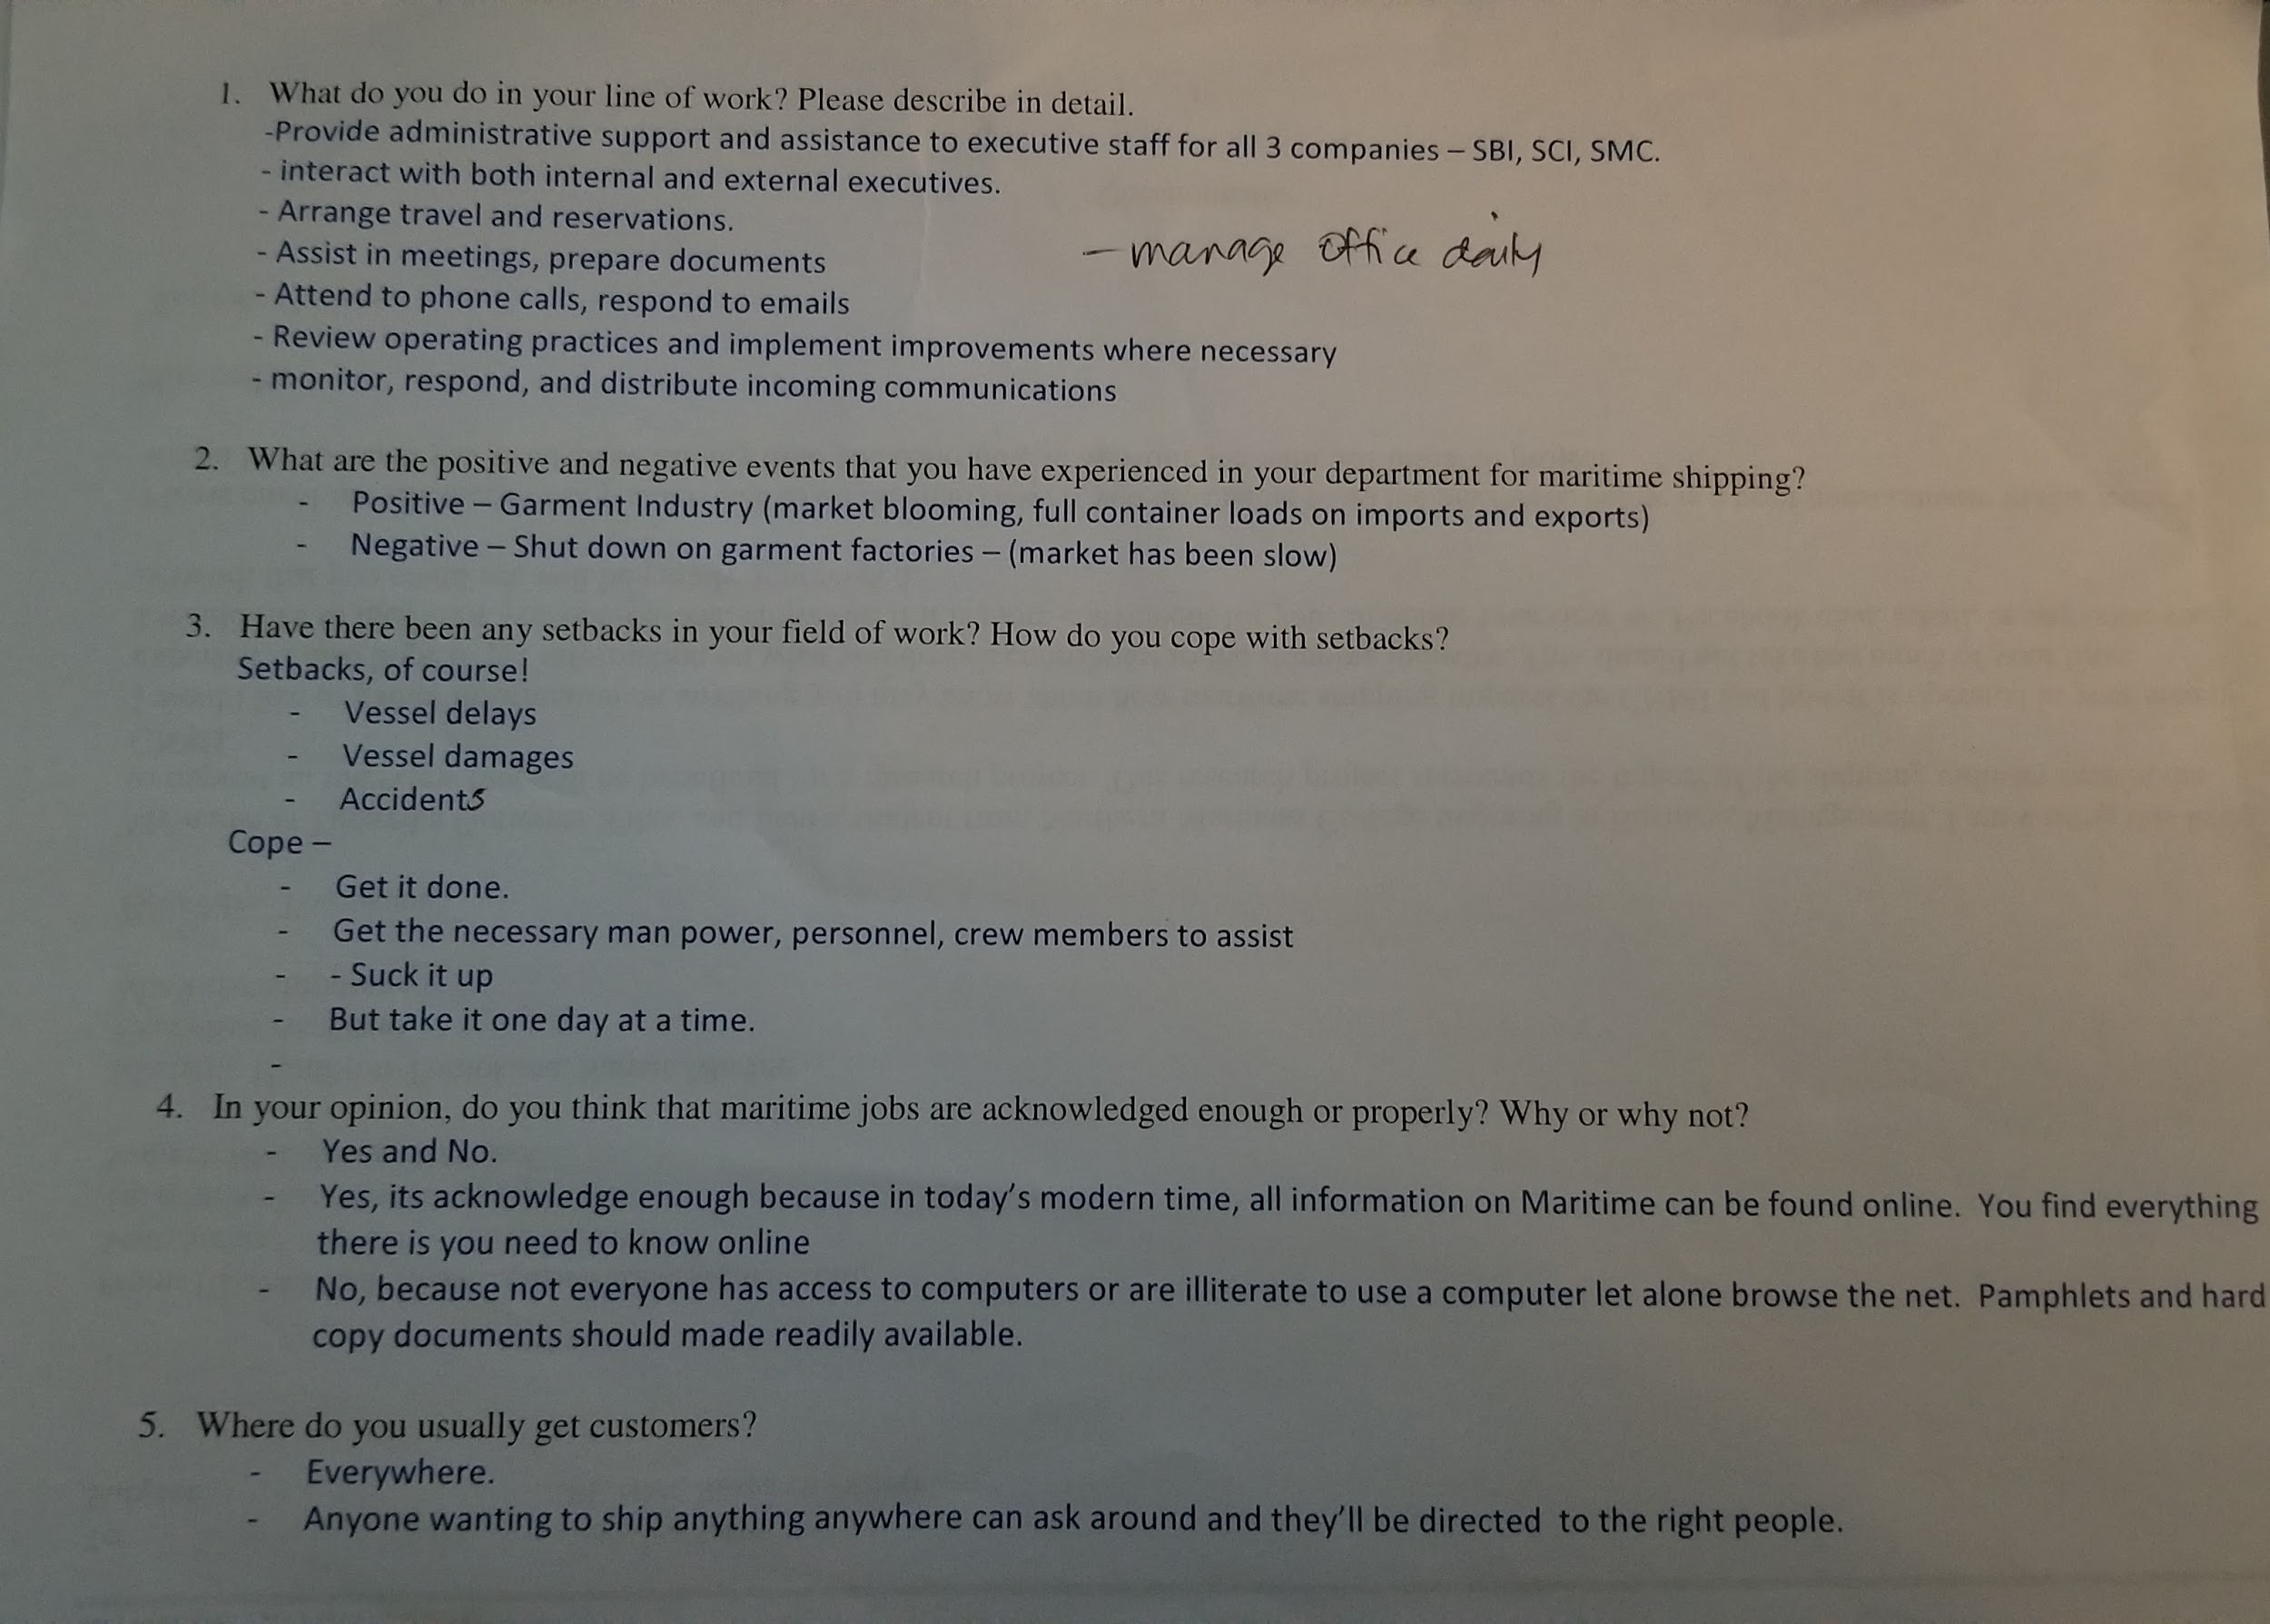 1. What do you do in your line of work? Please describe in detail.
-Provide administrative support and assistance to executive staff for all 3 companies – SBI, SCI, SMC.
- interact with both internal and external executives.
- Arrange travel and reservations.
- Assist in meetings, prepare documents
- manage office daily
- Attend to phone calls, respond to emails
- Review operating practices and implement improvements where necessary
- monitor, respond, and distribute incoming communications
2. What are the positive and negative events that you have experienced in your department for maritime shipping?
- Positive – Garment Industry (market blooming, full container loads on imports and exports)
- Negative – Shut down on garment factories – (market has been slow)
3. Have there been any setbacks in your field of work? How do you cope with setbacks?
Setbacks, of course!
- Vessel delays
- Vessel damages
- Accidents
Cope –
- Get it done.
- Get the necessary man power, personnel, crew members to assist
- - Suck it up
- But take it one day at a time.
-
4. In your opinion, do you think that maritime jobs are acknowledged enough or properly? Why or why not?
- Yes and No.
- Yes, its acknowledge enough because in today's modern time, all information on Maritime can be found online. You find everything
there is you need to know online
- No, because not everyone has access to computers or are illiterate to use a computer let alone browse the net. Pamphlets and hard
copy documents should made readily available.
5. Where do you usually get customers?
- Everywhere.
- Anyone wanting to ship anything anywhere can ask around and they'll be directed to the right people.